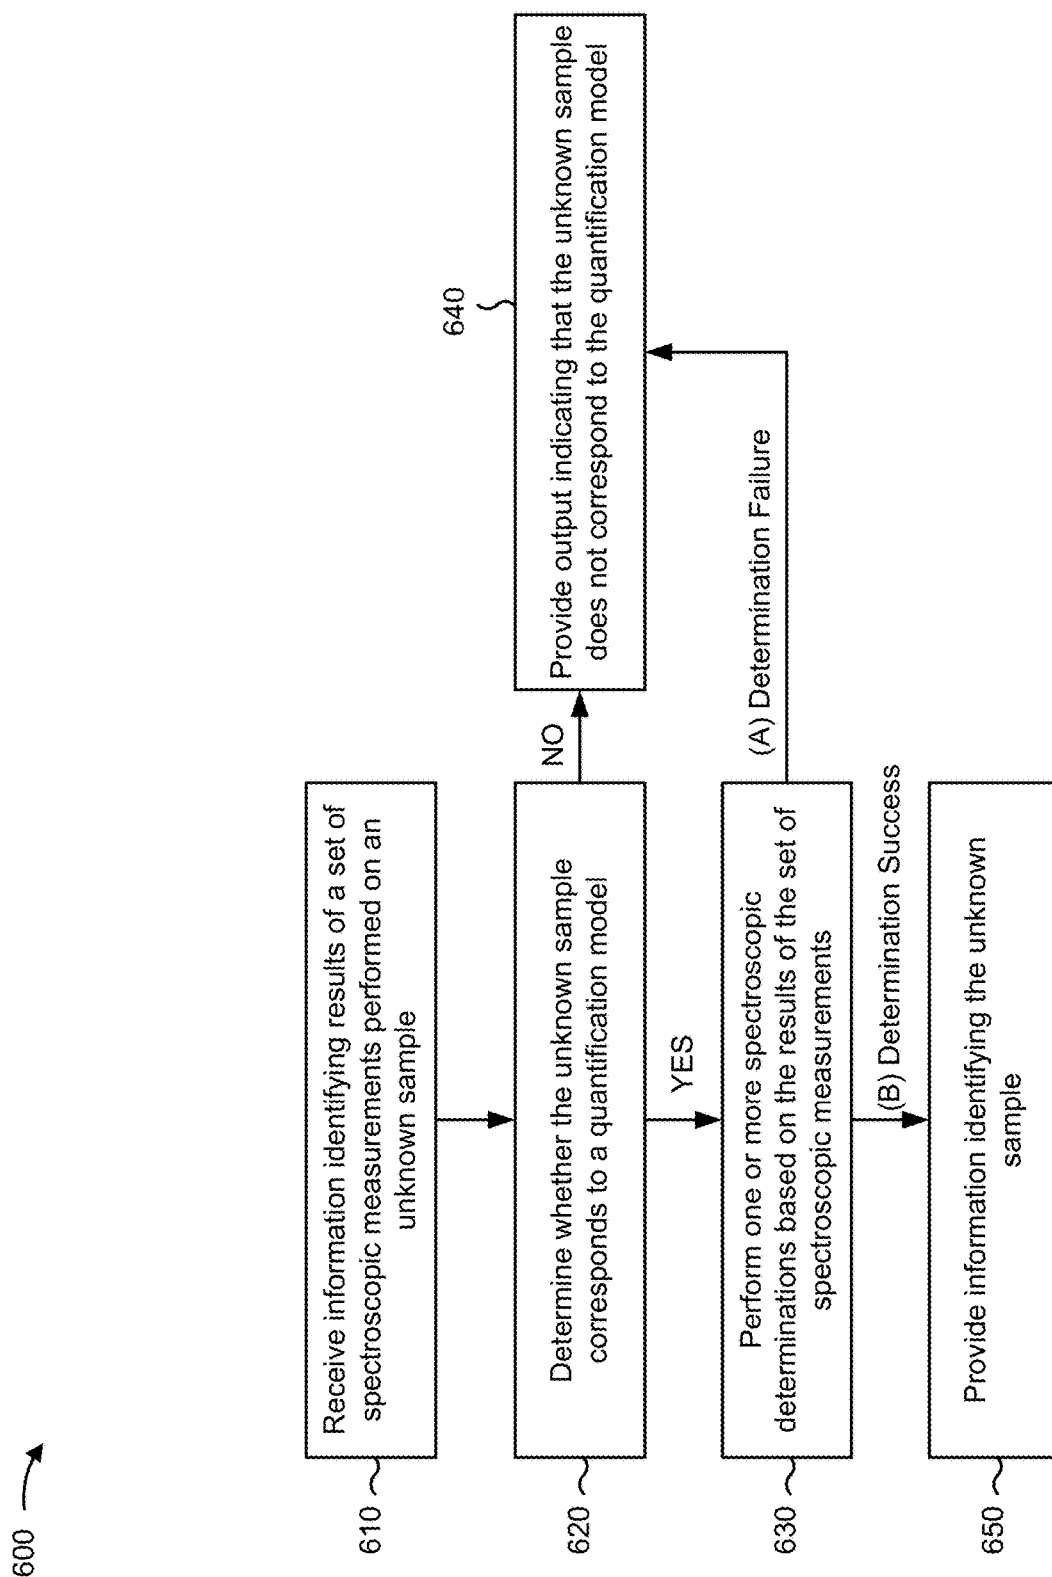 600
610
Receive information identifying results of a set of
spectroscopic measurements performed on an
unknown sample
620
Determine whether the unknown sample
corresponds to a quantification model
NO
640
Provide output indicating that the unknown sample
does not correspond to the quantification model
YES
630
Perform one or more spectroscopic
determinations based on the results of the set of
spectroscopic measurements
(A) Determination Failure
(B) Determination Success
650
Provide information identifying the unknown
sample